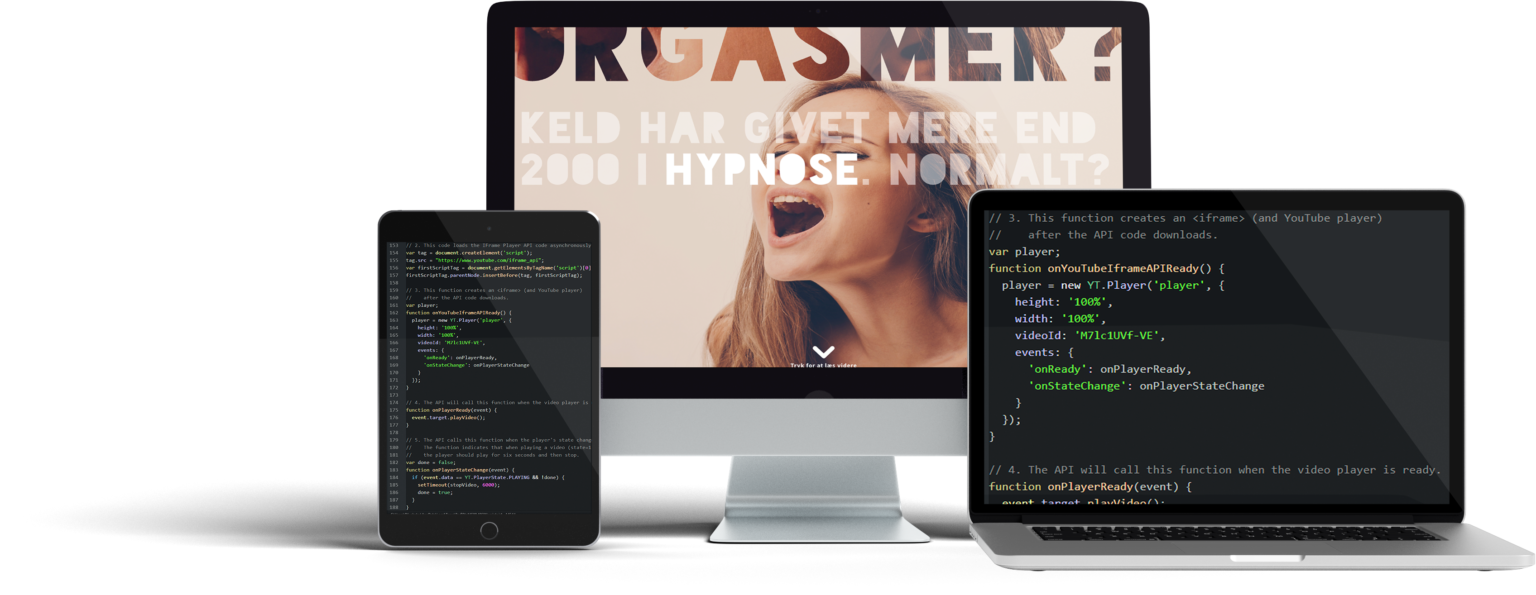 ORGASMER?
KELD HAR GIVET MERE END
2000 I HYPNOSE. NORMALT?
Tryk for at læs videre
153 // 2. This code loads the IFrame Player API code asynchronously
154 var tag = document.createElement('script');
155 tag.src = "https://www.youtube.com/iframe_api";
156 var firstScriptTag = document.getElementsByTagName('script')[0]
157 firstScriptTag.parentNode.insertBefore(tag, firstScriptTag);
158
159 // 3. This function creates an <iframe> (and YouTube player)
160 //    after the API code downloads.
161 var player;
162 function onYouTubeIframeAPIReady() {
163   player = new YT.Player('player', {
164     height: '100%',
165     width: '100%',
166     videoId: 'M7lc1UVf-VE',
167     events: {
168       'onReady': onPlayerReady,
169       'onStateChange': onPlayerStateChange
170     }
171   });
172 }
173
174 // 4. The API will call this function when the video player is
175 function onPlayerReady(event) {
176   event.target.playVideo();
177 }
178
179 // 5. The API calls this function when the player's state chang
180 //    The function indicates that when playing a video (state=
181 //    the player should play for six seconds and then stop.
182 var done = false;
183 function onPlayerStateChange(event) {
184   if (event.data == YT.PlayerState.PLAYING && !done) {
185     setTimeout(stopVideo, 6000);
186     done = true;
187   }
188 }
// 3. This function creates an <iframe> (and YouTube player)
//    after the API code downloads.
var player;
function onYouTubeIframeAPIReady() {
  player = new YT.Player('player', {
    height: '100%',
    width: '100%',
    videoId: 'M7lc1UVf-VE',
    events: {
      'onReady': onPlayerReady,
      'onStateChange': onPlayerStateChange
    }
  });
}
// 4. The API will call this function when the video player is ready.
function onPlayerReady(event) {
  event.target.playVideo();